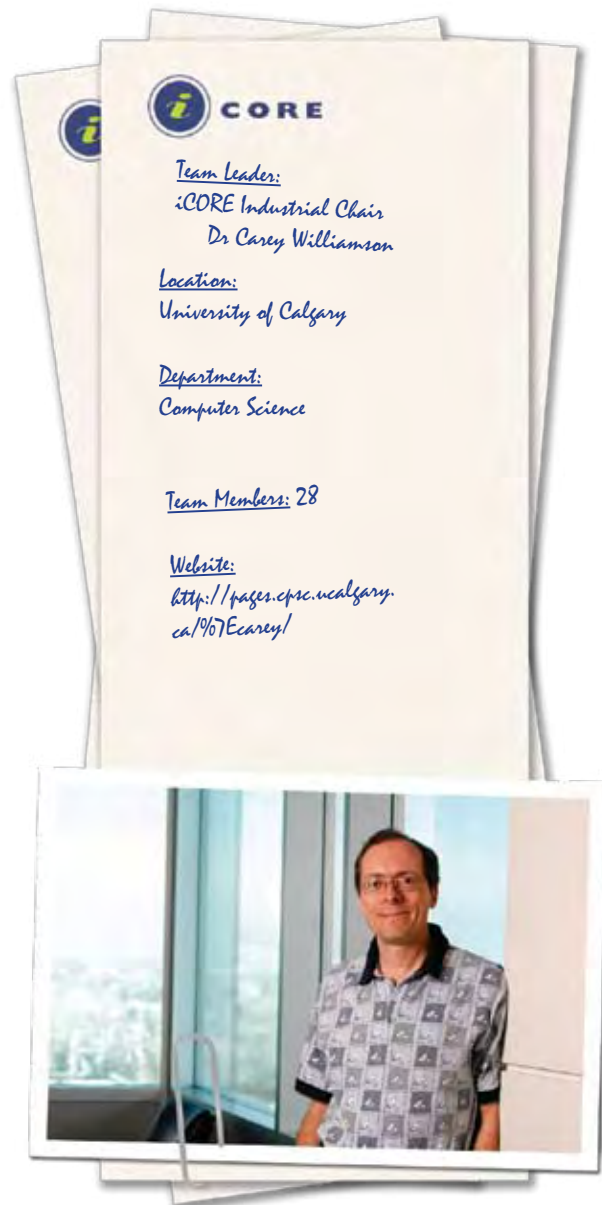 i CORE
i
Team Leader:
iCORE Industrial Chair
Dr Carey Williamson
Location:
University of Calgary
Department:
Computer Science
Team Members: 28
Website:
http://pages.cpsc.ucalgary.
ca/%7Ecarey/